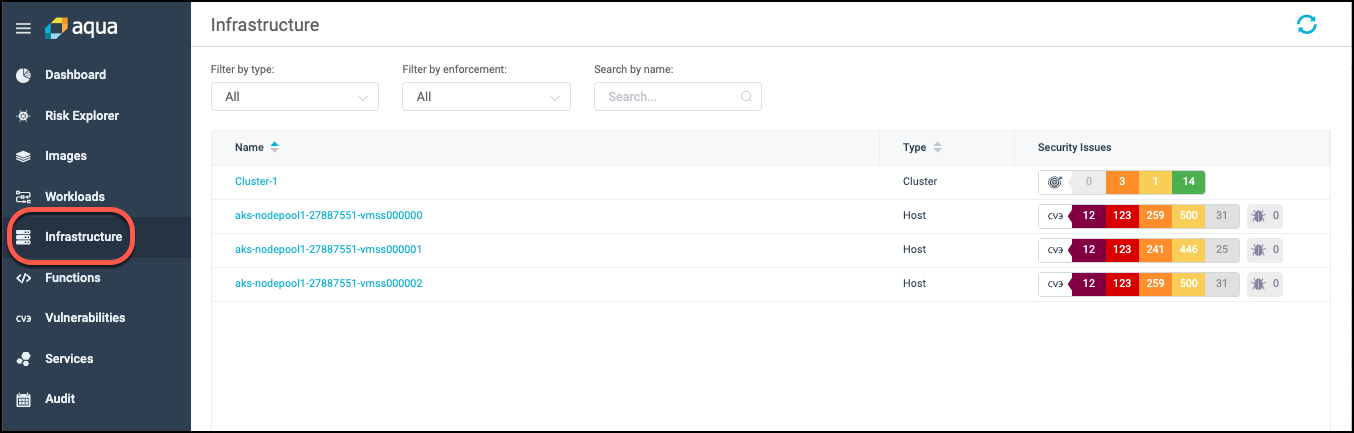 aqua
Infrastructure
Dashboard
Risk Explorer
Images
Workloads
Infrastructure
Functions
CVE Vulnerabilities
Services
Audit
Filter by type: Filter by enforcement: Search by name:
All All Search...
Name Type Security Issues
Cluster-1 Cluster 0 3 1 14
aks-nodepool1-27887551-vmss000000 Host CVE 12 123 259 500 31 0
aks-nodepool1-27887551-vmss000001 Host CVE 12 123 241 446 25 0
aks-nodepool1-27887551-vmss000002 Host CVE 12 123 259 500 31 0